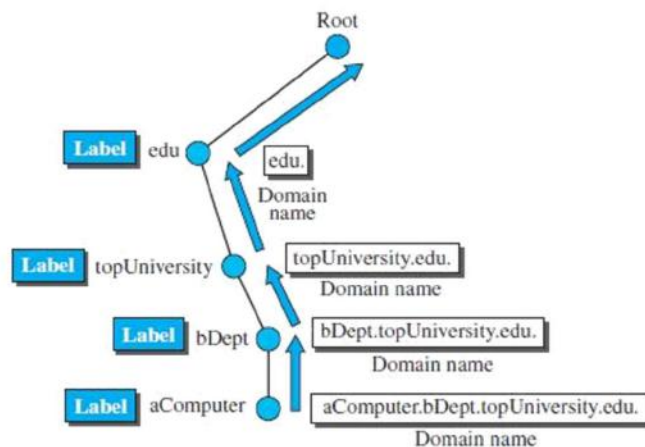 Root
Label edu
edu.
Domain
name
Label topUniversity
topUniversity.edu.
Domain name
Label bDept
bDept.topUniversity.edu.
Domain name
Label aComputer
aComputer.bDept.topUniversity.edu.
Domain name